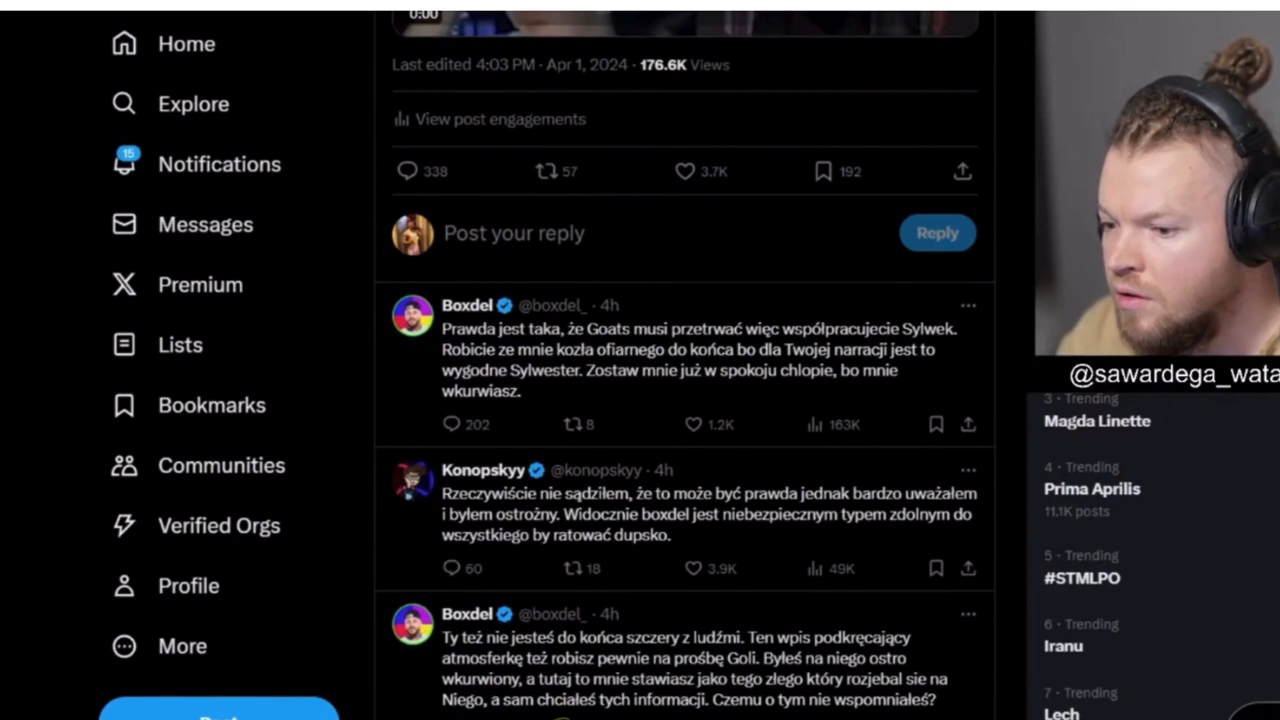 0:00
Home
Explore
15
Notifications
Messages
Premium
Lists
Bookmarks
Communities
Verified Orgs
Profile
More
Last edited 4:03 PM · Apr 1, 2024 · 176.6K Views
View post engagements
338 57 3.7K 192
Post your reply
Reply
Boxdel @boxdel_ · 4h
Prawda jest taka, że Goats musi przetrwać więc współpracujecie Sylwek.
Robicie ze mnie kozła ofiarnego do końca bo dla Twojej narracji jest to
wygodne Sylwester. Zostaw mnie już w spokoju chlopie, bo mnie
wkurwiasz.
202 8 1.2K 163K
Konopskyy @konopskyy · 4h
Rzeczywiście nie sądziłem, że to może być prawda jednak bardzo uważałem
i byłem ostrożny. Widocznie boxdel jest niebezpiecznym typem zdolnym do
wszystkiego by ratować dupsko.
60 18 3.9K 49K
Boxdel @boxdel_ · 4h
Ty też nie jesteś do końca szczery z ludźmi. Ten wpis podkręcający
atmosferkę też robisz pewnie na prośbę Goli. Byłeś na niego ostro
wkurwiony, a tutaj to mnie stawiasz jako tego złego który rozjebał sie na
Niego, a sam chciałeś tych informacji. Czemu o tym nie wspomniałeś?
@sawardega_wata
3 · Trending
Magda Linette
4 · Trending
Prima Aprilis
11.1K posts
5 · Trending
#STMLPO
6 · Trending
Iranu
7 · Trending
Lech